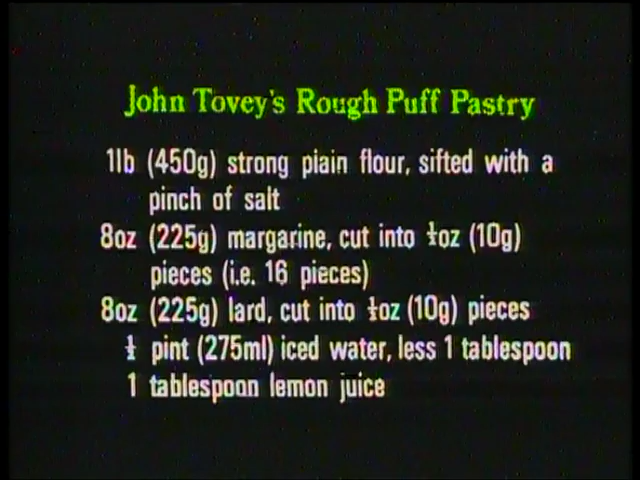 John Tovey's Rough Puff Pastry
1lb (450g) strong plain flour, sifted with a
pinch of salt
8oz (225g) margarine, cut into ½oz (10g)
pieces (i.e. 16 pieces)
8oz (225g) lard, cut into ½oz (10g) pieces
½ pint (275ml) iced water, less 1 tablespoon
1 tablespoon lemon juice